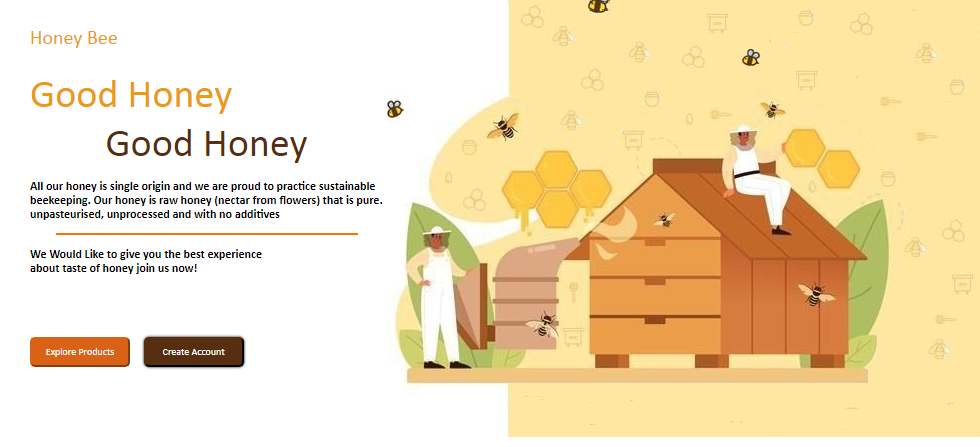 Honey Bee
Good Honey
Good Honey
All our honey is single origin and we are proud to practice sustainable
beekeeping. Our honey is raw honey (nectar from flowers) that is pure.
unpasteurised, unprocessed and with no additives
We Would Like to give you the best experience
about taste of honey join us now!
Explore Products
Create Account